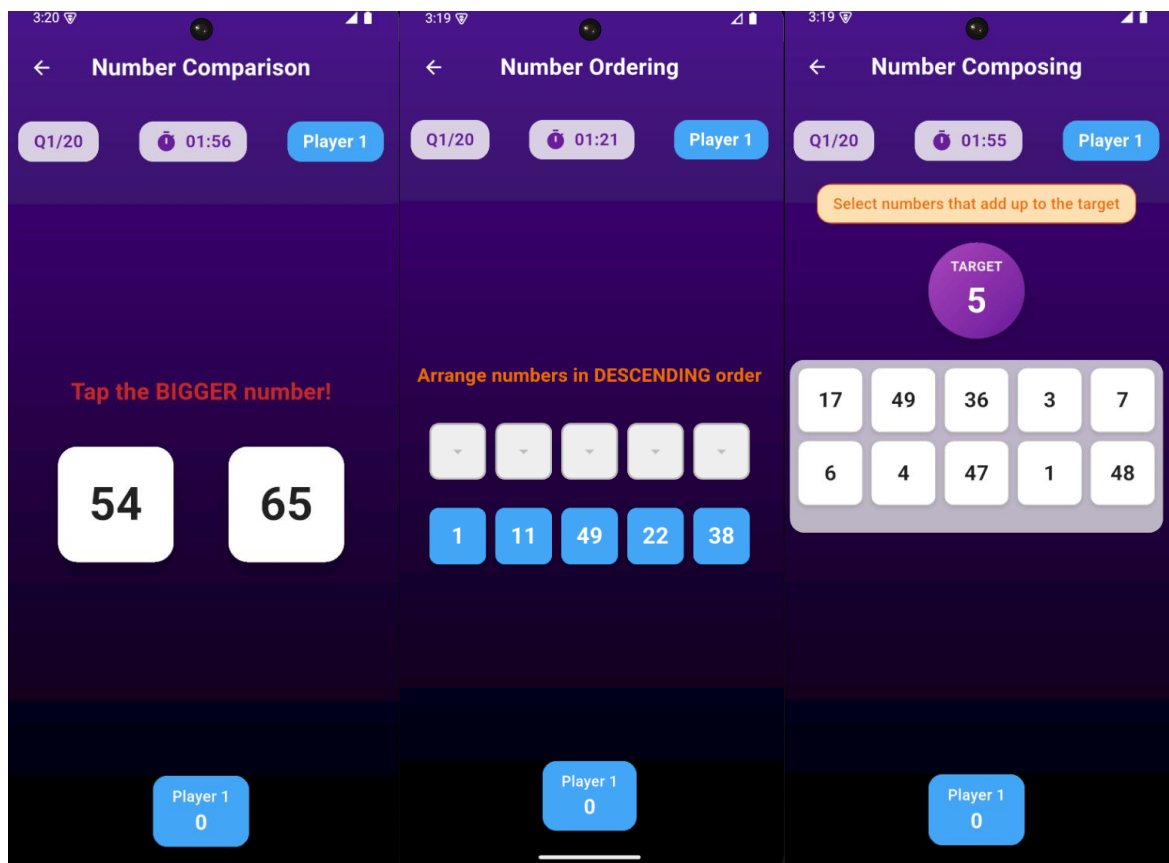 3:20
Number Comparison
Q1/20
01:56
Player 1
Tap the BIGGER number!
54 65
Player 1
0
3:19
Number Ordering
Q1/20
01:21
Player 1
Arrange numbers in DESCENDING order
1 11 49 22 38
Player 1
0
3:19
Number Composing
Q1/20
01:55
Player 1
Select numbers that add up to the target
TARGET
5
17 49 36 3 7
6 4 47 1 48
Player 1
0